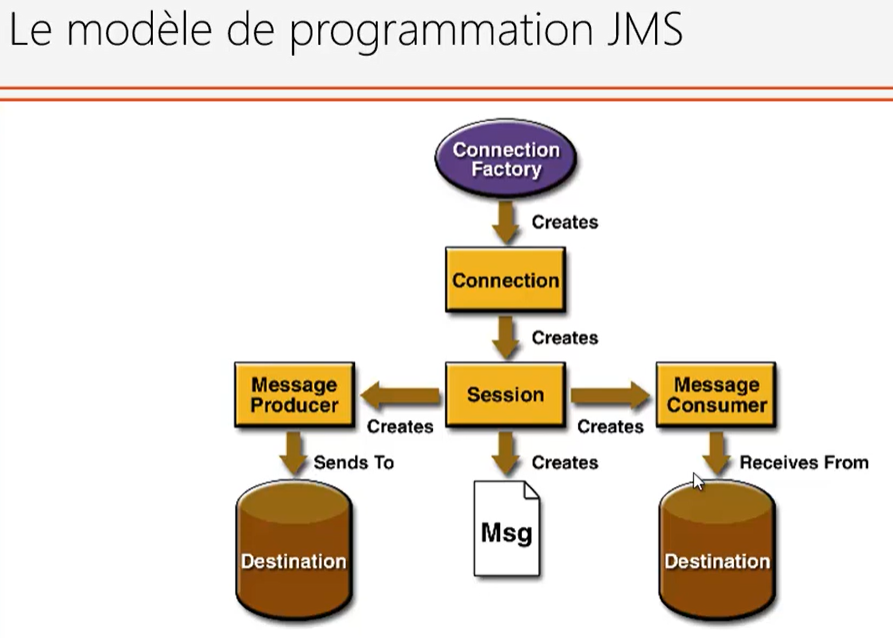 Le modèle de programmation JMS
Connection
Factory
Creates
Connection
Creates
Message
Producer
Session
Message
Consumer
Creates
Creates
Sends To
Creates
Receives From
Msg
Destination
Destination